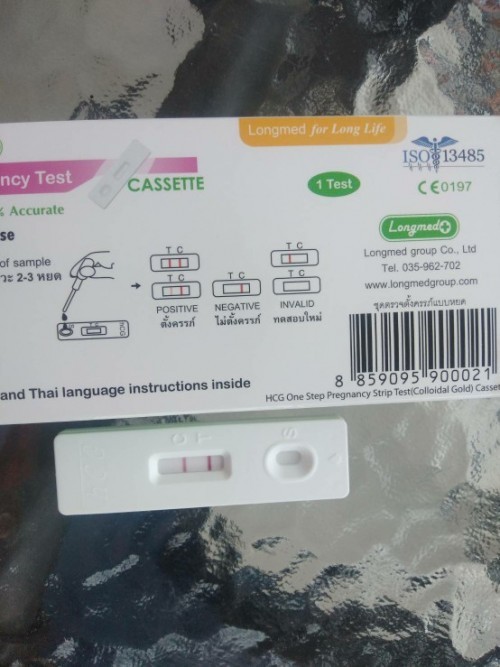 Longmed for Long Life
ISO 13485
ncy Test
CASSETTE
1 Test
CE0197
% Accurate
se
Longmed
of sample
วะ 2-3 หยด
T C
T C
T C
Longmed group Co., Ltd
Tel. 035-962-702
www.longmedgroup.com
POSITIVE
NEGATIVE
INVALID
ตั้งครรภ์
ไม่ตั้งครรภ์
ทดสอบใหม่
ชุดตรวจตั้งครรภ์แบบหยด
and Thai language instructions inside
8 859095 900021
HCG One Step Pregnancy Strip Test(Colloidal Gold) Casset
C T S